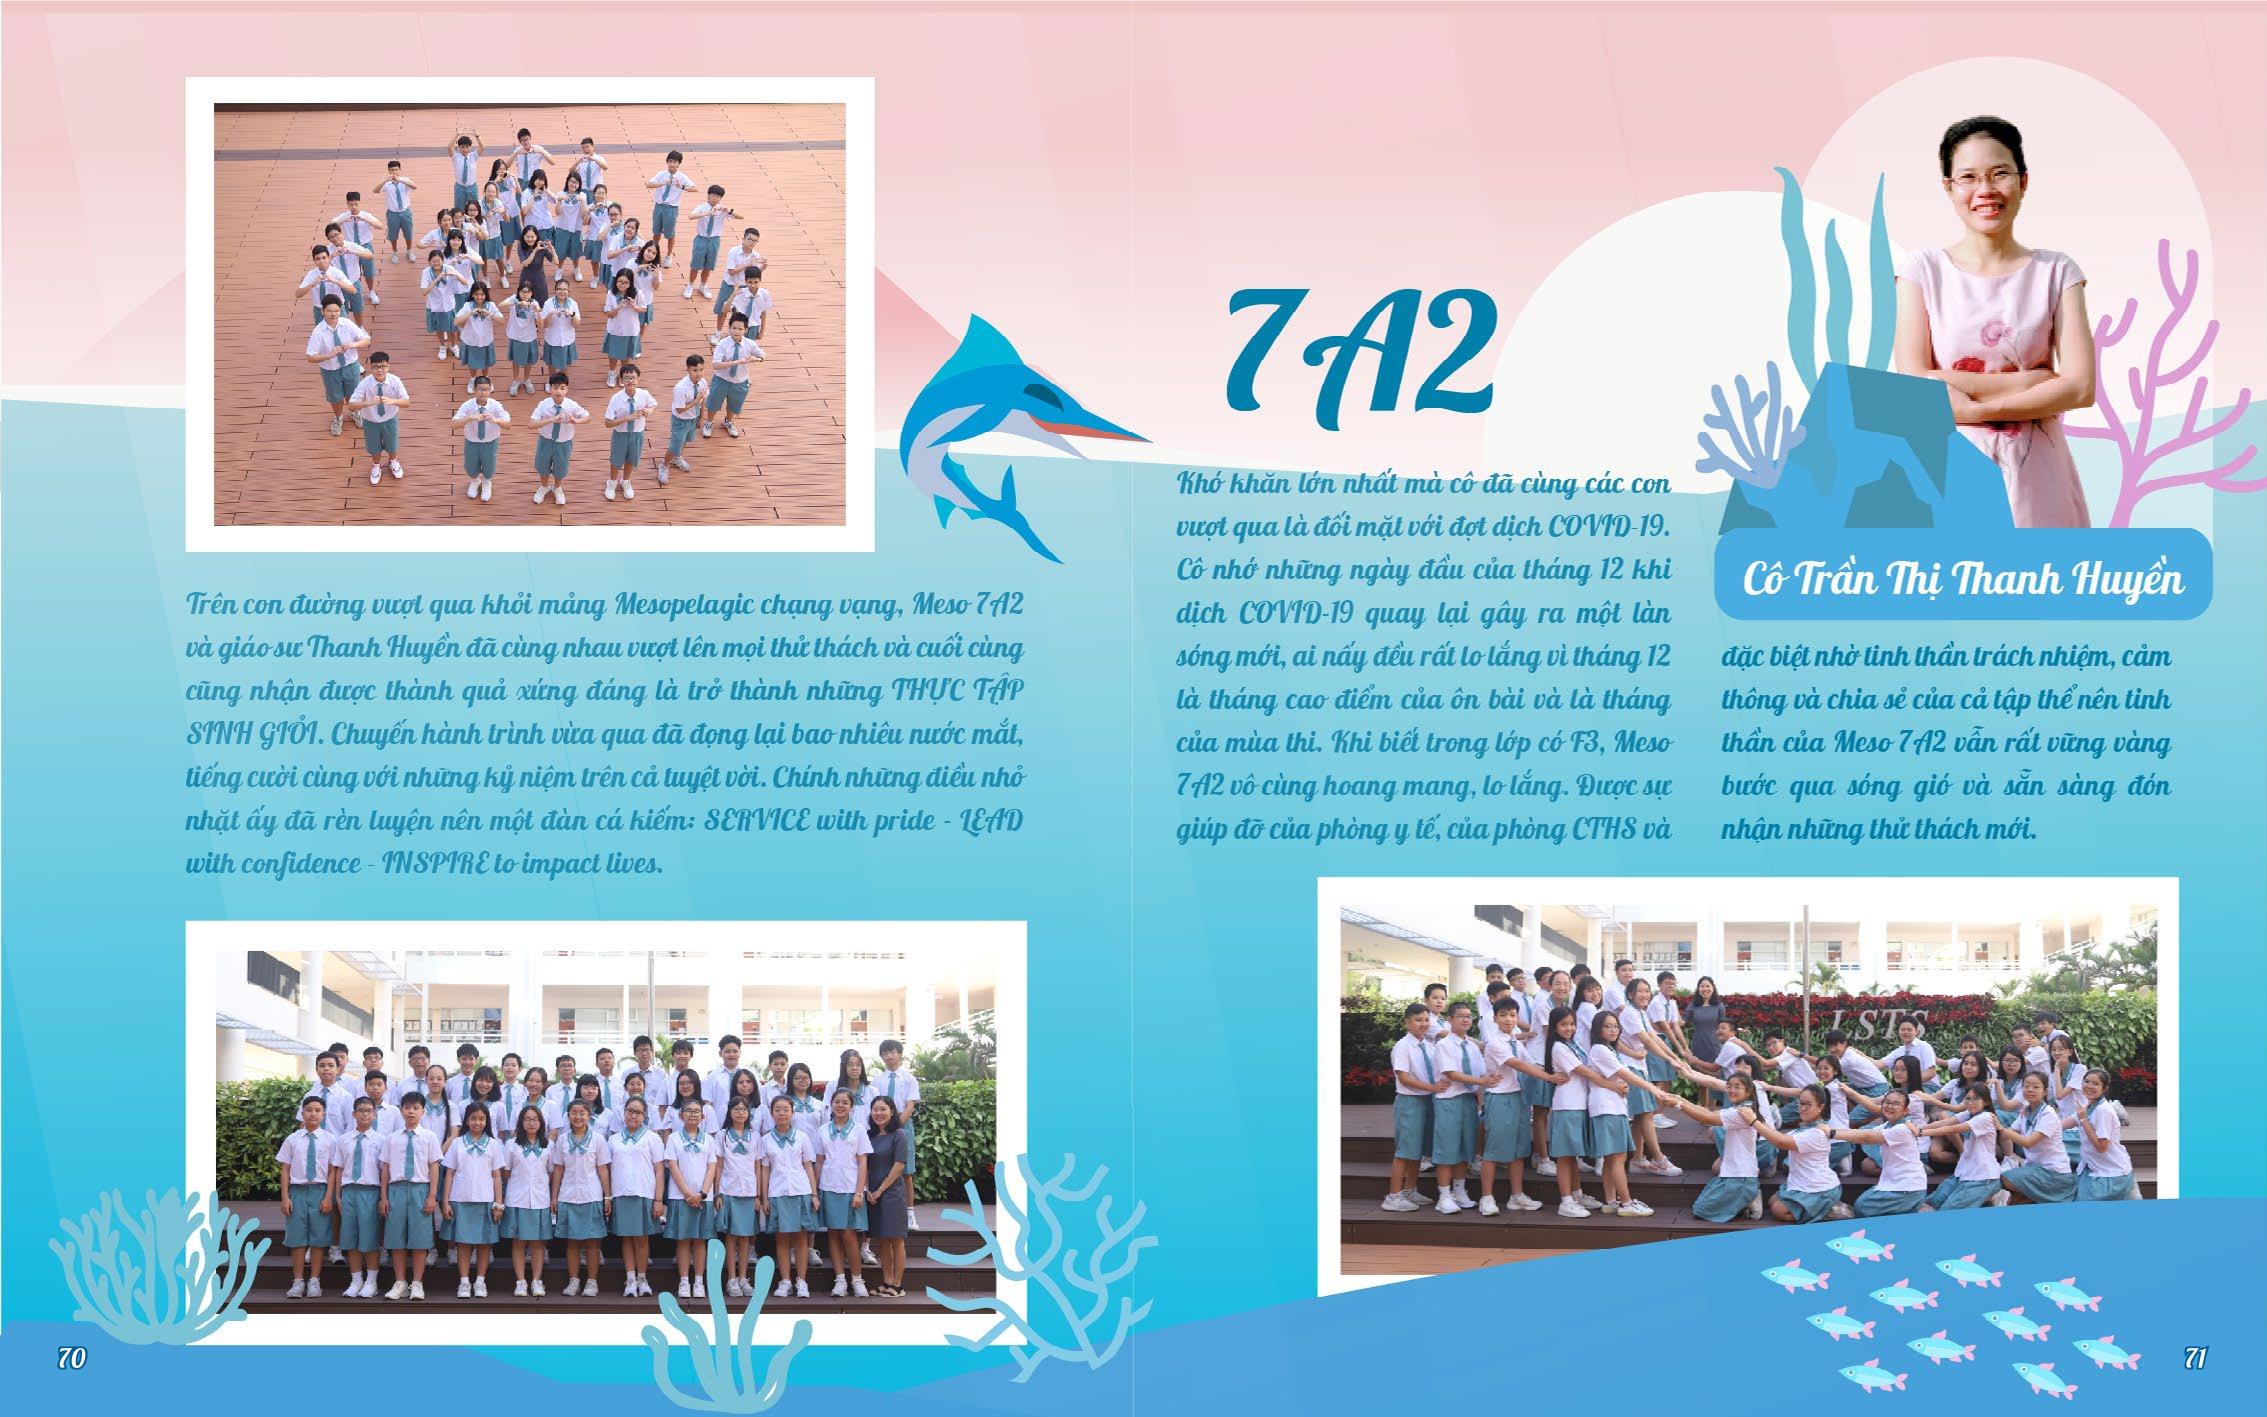 Trên con đường vượt qua khỏi mảng Mesopelagic chạng vạng, Meso 7A2
và giáo sư Thanh Huyền đã cùng nhau vượt lên mọi thử thách và cuối cùng
cũng nhận được thành quả xứng đáng là trở thành những THỰC TẬP
SINH GIỎI. Chuyến hành trình vừa qua đã đọng lại bao nhiêu nước mắt,
tiếng cười cùng với những kỷ niệm trên cả tuyệt vời. Chính những điều nhỏ
nhặt ấy đã rèn luyện nên một đàn cá kiếm: SERVICE with pride - LEAD
with confidence - INSPIRE to impact lives.
70
7A2
Khó khăn lớn nhất mà cô đã cùng các con
vượt qua là đối mặt với đợt dịch COVID-19.
Cô nhớ những ngày đầu của tháng 12 khi
dịch COVID-19 quay lại gây ra một làn
sóng mới, ai nấy đều rất lo lắng vì tháng 12
là tháng cao điểm của ôn bài và là tháng
của mùa thi. Khi biết trong lớp có F3, Meso
7A2 vô cùng hoang mang, lo lắng. Được sự
giúp đỡ của phòng y tế, của phòng CTHS và
Cô Trần Thị Thanh Huyền
đặc biệt nhờ tinh thần trách nhiệm, cảm
thông và chia sẻ của cả tập thể nên tinh
thần của Meso 7A2 vẫn rất vững vàng
bước qua sóng gió và sẵn sàng đón
nhận những thử thách mới.
LSTS
71